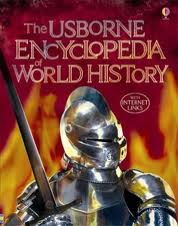 The USBORNE
ENCYCLOPEDIA
OF WORLD HISTORY
WITH
INTERNET
LINKS